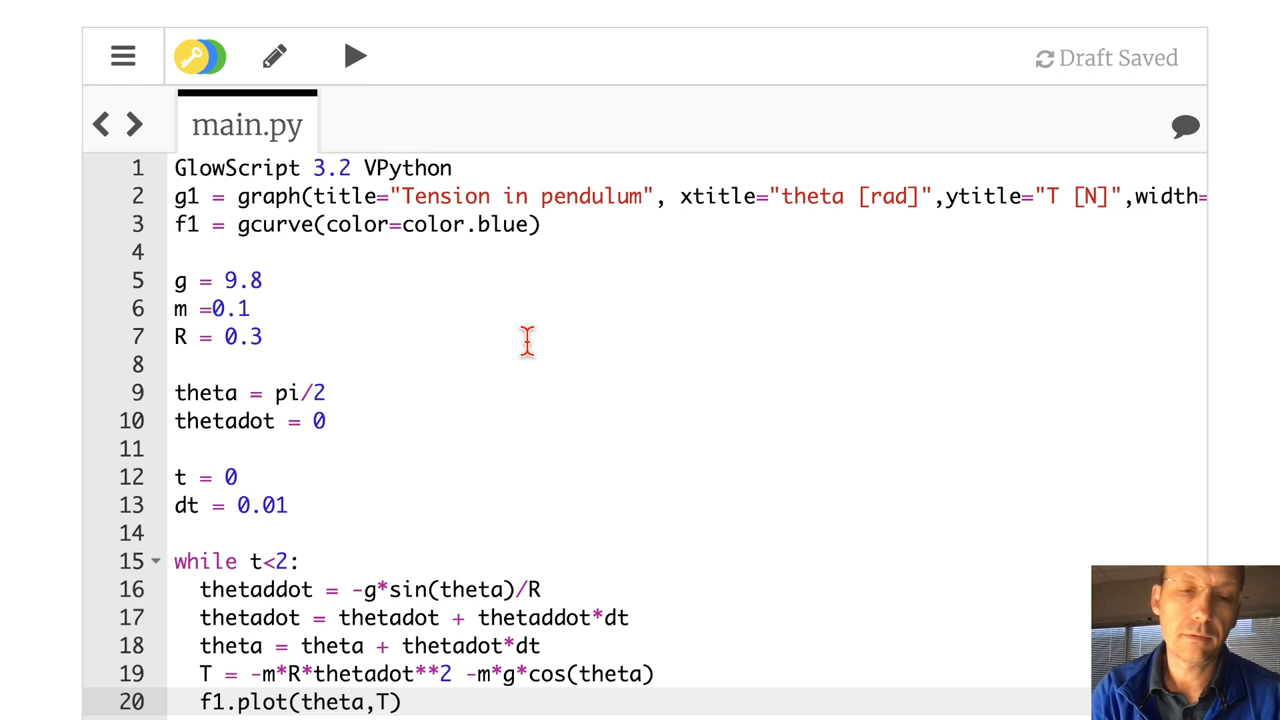 Draft Saved
main.py
1 GlowScript 3.2 VPython
2 g1 = graph(title="Tension in pendulum", xtitle="theta [rad]",ytitle="T [N]",width=
3 f1 = gcurve(color=color.blue)
4
5 g = 9.8
6 m =0.1
7 R = 0.3
8
9 theta = pi/2
10 thetadot = 0
11
12 t = 0
13 dt = 0.01
14
15 while t<2:
16 thetaddot = -g*sin(theta)/R
17 thetadot = thetadot + thetaddot*dt
18 theta = theta + thetadot*dt
19 T = -m*R*thetadot**2 -m*g*cos(theta)
20 f1.plot(theta,T)